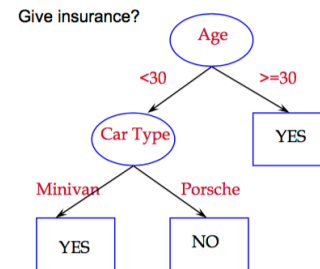 Give insurance?
Age
<30
>=30
Car Type
YES
Minivan
Porsche
YES
NO